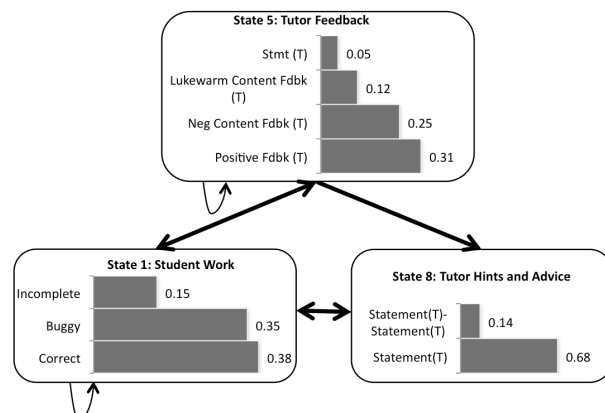 State 5: Tutor Feedback
Stmt (T)
0.05
Lukewarm Content Fdbk
(T)
0.12
Neg Content Fdbk (T)
0.25
Positive Fdbk (T)
0.31
State 1: Student Work
Incomplete
0.15
Buggy
0.35
Correct
0.38
State 8: Tutor Hints and Advice
Statement(T)-
Statement(T)
0.14
Statement(T)
0.68